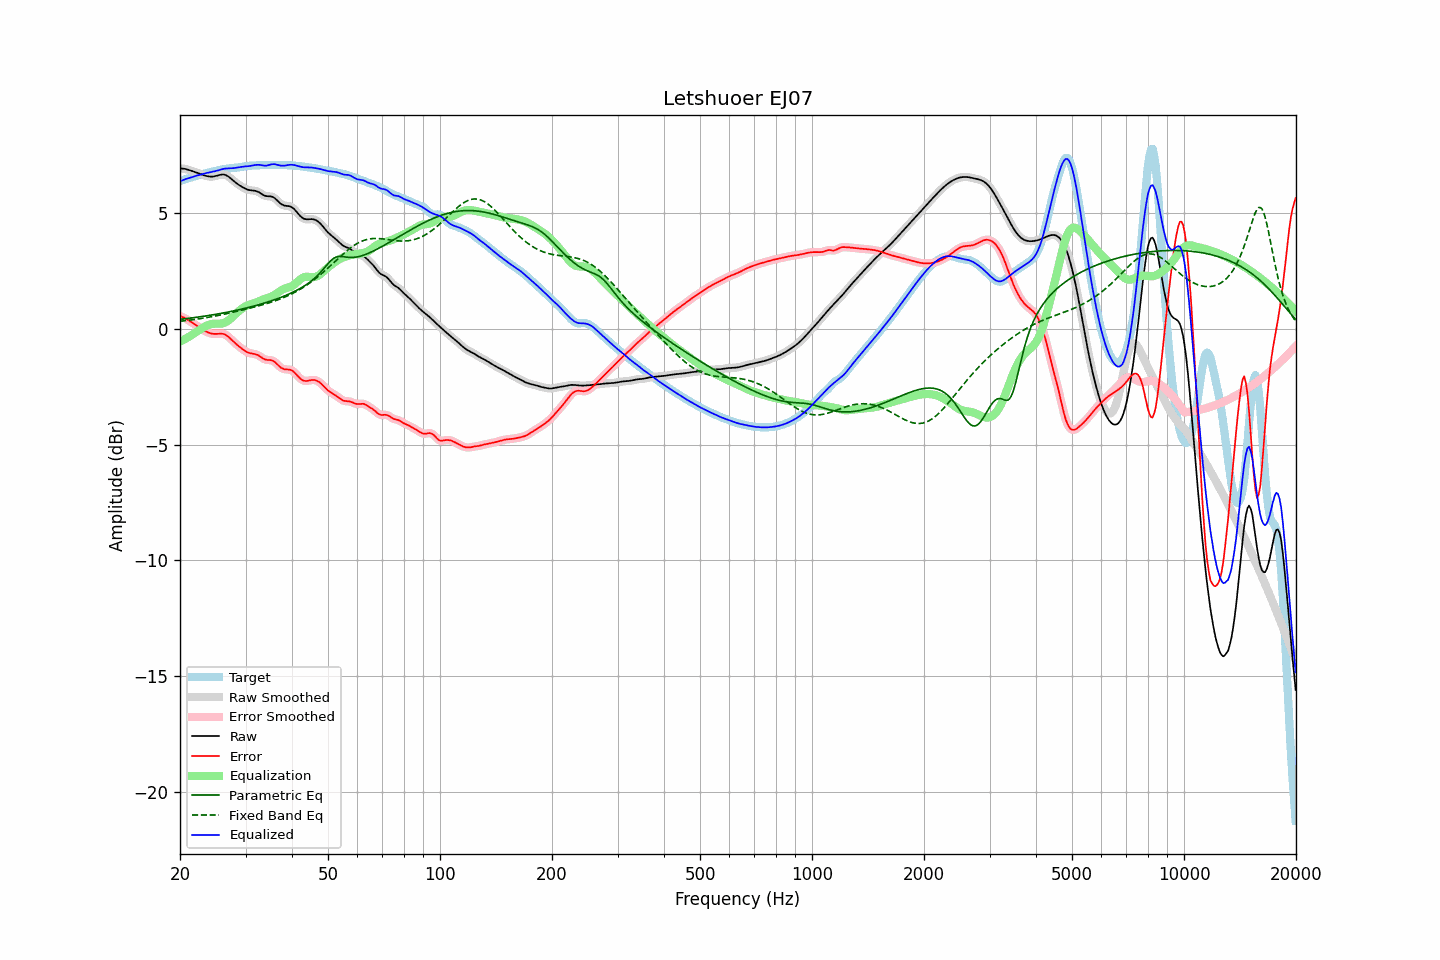 Letshuoer EJ07
Amplitude (dBr)
5
0
−5
−10
−15
−20
Target
Raw Smoothed
Error Smoothed
Raw
Error
Equalization
Parametric Eq
Fixed Band Eq
Equalized
20 50 100 200 500 1000 2000 5000 10000 20000
Frequency (Hz)